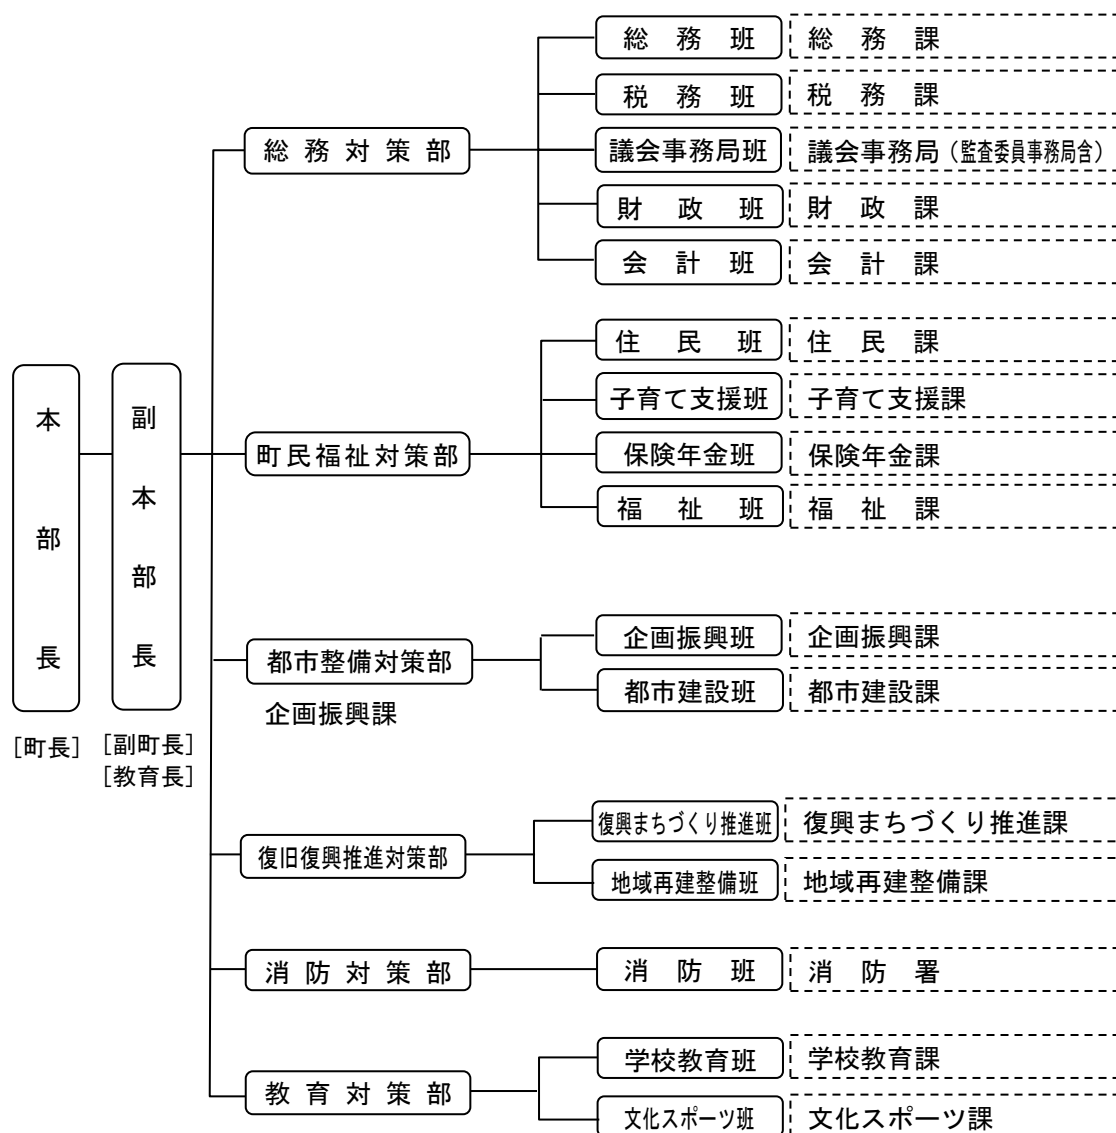 本部長
[町長]
副本部長
[副町長]
[教育長]
総務対策部
総務班 総務課
税務班 税務課
議会事務局班 議会事務局（監査委員事務局含）
財政班 財政課
会計班 会計課
町民福祉対策部
住民班 住民課
子育て支援班 子育て支援課
保険年金班 保険年金課
福祉班 福祉課
都市整備対策部
企画振興課
企画振興班 企画振興課
都市建設班 都市建設課
復旧復興推進対策部
復興まちづくり推進班 復興まちづくり推進課
地域再建整備班 地域再建整備課
消防対策部
消防班 消防署
教育対策部
学校教育班 学校教育課
文化スポーツ班 文化スポーツ課